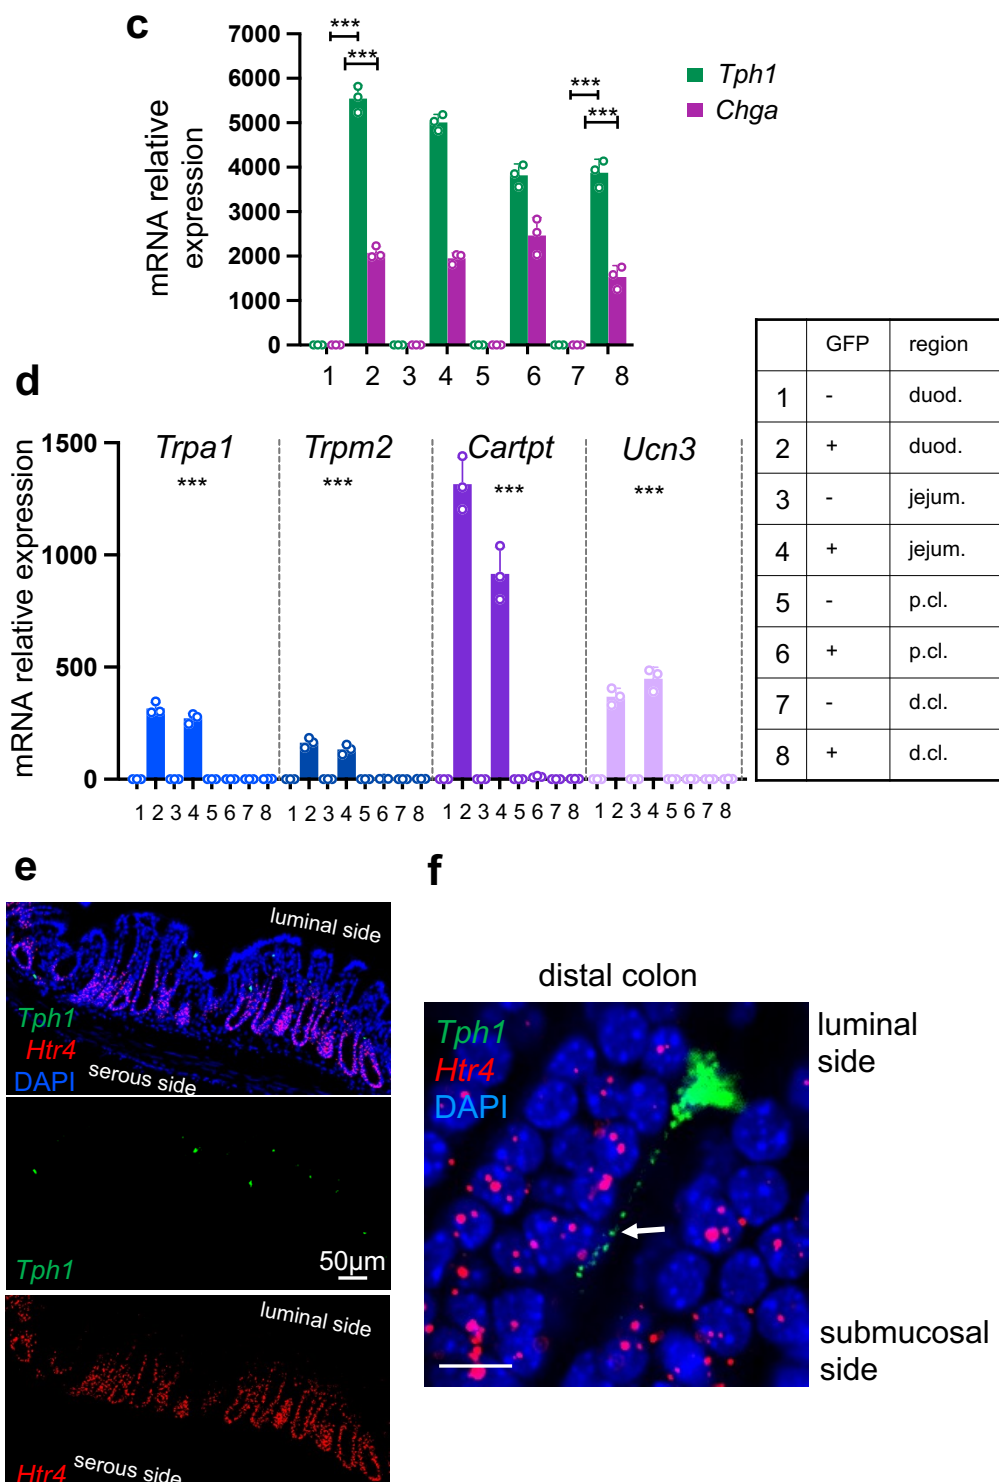 c
7000
6000
5000
4000
3000
2000
1000
0
mRNA relative
expression
***
***
***
***
Tph1
Chga
1 2 3 4 5 6 7 8
d
1500
1000
500
0
mRNA relative expression
Trpa1 Trpm2 Cartpt Ucn3
*** *** *** ***
1 2 3 4 5 6 7 8 1 2 3 4 5 6 7 8 1 2 3 4 5 6 7 8 1 2 3 4 5 6 7 8
GFP region
1 - duod.
2 + duod.
3 - jejum.
4 + jejum.
5 - p.cl.
6 + p.cl.
7 - d.cl.
8 + d.cl.
e
luminal side
Tph1
Htr4
DAPI
serous side
Tph1
50µm
luminal side
Htr4
serous side
f
distal colon
Tph1
Htr4
DAPI
luminal
side
submucosal
side